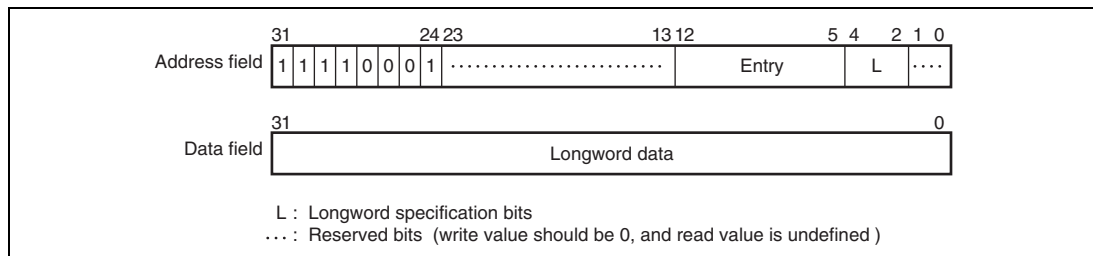 31 24 23 13 12 5 4 2 1 0
Address field 1 1 1 1 0 0 0 1 .......................... Entry L ....
31 0
Data field Longword data
L : Longword specification bits
... : Reserved bits (write value should be 0, and read value is undefined )